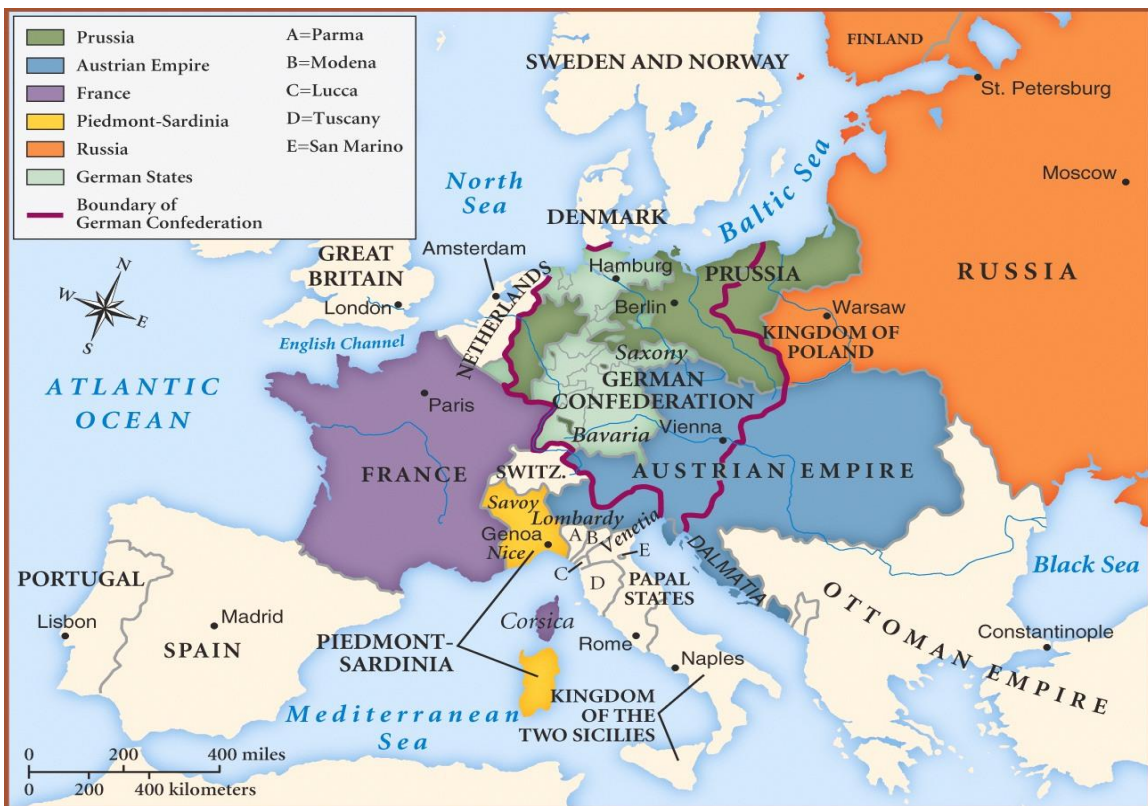 Prussia
Austrian Empire
France
Piedmont-Sardinia
Russia
German States
Boundary of
German Confederation
A=Parma
B=Modena
C=Lucca
D=Tuscany
E=San Marino
SWEDEN AND NORWAY
FINLAND
St. Petersburg
Moscow
North
Sea
Baltic Sea
DENMARK
GREAT
BRITAIN
Amsterdam
Hamburg
PRUSSIA
RUSSIA
N
W
E
S
London
NETHERLANDS
Berlin
Warsaw
KINGDOM OF
POLAND
English Channel
Saxony
GERMAN
CONFEDERATION
ATLANTIC
OCEAN
Paris
Bavaria
Vienna
FRANCE
SWITZ.
AUSTRIAN EMPIRE
Savoy
Lombardy
Venetia
Genoa
Nice
A
B
E
C
D
DALMATIA
Black Sea
PORTUGAL
PAPAL
STATES
OTTOMAN EMPIRE
Lisbon
Madrid
SPAIN
Corsica
Rome
Constantinople
PIEDMONT-
SARDINIA
Naples
KINGDOM
OF THE
TWO SICILIES
Mediterranean
Sea
0 200 400 miles
0 200 400 kilometers